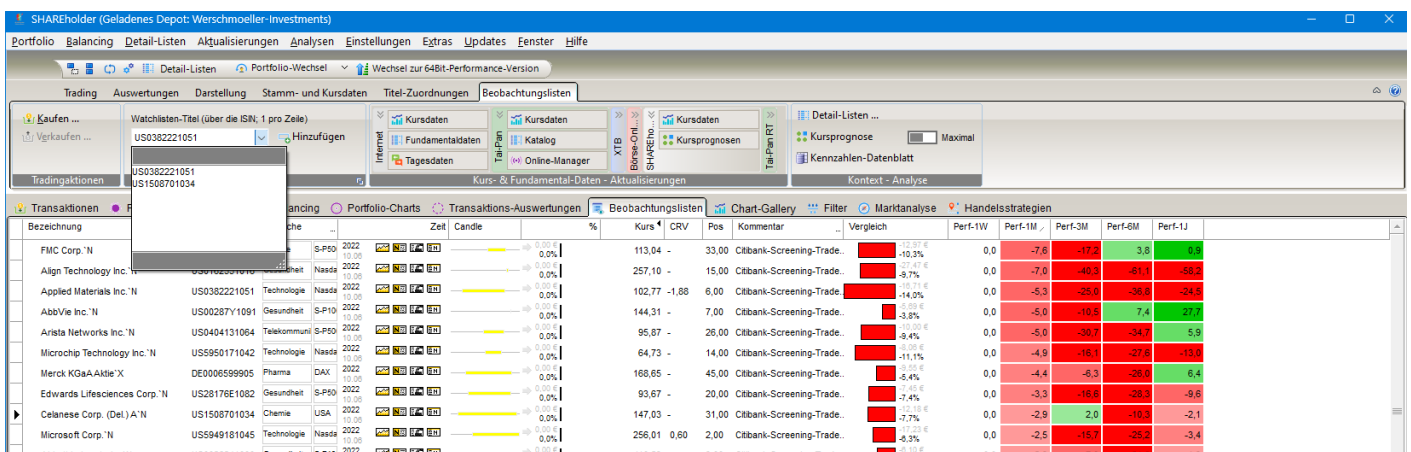 SHAREholder (Geladenes Depot: Werschmoeller-Investments)
Portfolio Balancing Detail-Listen Aktualisierungen Analysen Einstellungen Extras Updates Fenster Hilfe
Detail-Listen Portfolio-Wechsel Wechsel zur 64Bit-Performance-Version
Trading Auswertungen Darstellung Stamm- und Kursdaten Titel-Zuordnungen Beobachtungslisten
Kaufen ... Watchlisten-Titel (über die ISIN; 1 pro Zeile) Internet Kursdaten Tai-Pan Kursdaten XTB Börse-Onl... SHAREho... Kursdaten Tai-Pan RT Detail-Listen ...
Verkaufen ... US0382221051 Hinzufügen Fundamentaldaten Katalog Kursprognosen Kursprognose Maximal
Tagesdaten Online-Manager Kennzahlen-Datenblatt
US0382221051
US1508701034
Tradingaktionen Kurs- & Fundamental-Daten - Aktualisierungen Kontext - Analyse
Transaktionen Portfolio-Charts Transaktions-Auswertungen Beobachtungslisten Chart-Gallery Filter Marktanalyse Handelsstrategien
Bezeichnung Zeit Candle % Kurs CRV Pos Kommentar .. Vergleich Perf-1W Perf-1M Perf-3M Perf-6M Perf-1J
FMC Corp.`N S-P50 2022 10.06 0,00 € 0,0% 113,04 - 33,00 Citibank-Screening-Trade.. -12,97 € -10,3% 0,0 -7,6 -17,2 3,8 0,9
Align Technology Inc.`N Nasda 2022 10.06 0,00 € 0,0% 257,10 - 15,00 Citibank-Screening-Trade.. -27,47 € -9,7% 0,0 -7,0 -40,3 -61,1 -58,2
Applied Materials Inc.`N US0382221051 Technologie Nasda 2022 10.06 0,00 € 0,0% 102,77 -1,88 6,00 Citibank-Screening-Trade. -16,71 € -14,0% 0,0 -5,3 -25,0 -36,8 -24,5
AbbVie Inc.`N US00287Y1091 Gesundheit S-P10 2022 10.06 0,00 € 0,0% 144,31 - 7,00 Citibank-Screening-Trade.. -5,69 € -3,8% 0,0 -5,0 -10,5 7,4 27,7
Arista Networks Inc.`N US0404131064 Telekommuni S-P50 2022 10.06 0,00 € 0,0% 95,87 - 26,00 Citibank-Screening-Trade.. -10,00 € -9,4% 0,0 -5,0 -30,7 -34,7 5,9
Microchip Technology Inc.`N US5950171042 Technologie Nasda 2022 10.06 0,00 € 0,0% 64,73 - 14,00 Citibank-Screening-Trade.. -8,06 € -11,1% 0,0 -4,9 -16,1 -27,6 -13,0
Merck KGaA Aktie`X DE0006599905 Pharma DAX 2022 10.06 0,00 € 0,0% 168,65 - 45,00 Citibank-Screening-Trade.. -9,55 € -5,4% 0,0 -4,4 -6,3 -26,0 6,4
Edwards Lifesciences Corp.`N US28176E1082 Gesundheit S-P50 2022 10.06 0,00 € 0,0% 93,67 - 20,00 Citibank-Screening-Trade.. -7,45 € -7,4% 0,0 -3,3 -16,6 -26,3 -9,6
Celanese Corp. (Del.) A`N US1508701034 Chemie USA 2022 10.06 0,00 € 0,0% 147,03 - 31,00 Citibank-Screening-Trade.. -12,18 € -7,7% 0,0 -2,9 2,0 -10,3 -2,1
Microsoft Corp.`N US5949181045 Technologie Nasda 2022 10.06 0,00 € 0,0% 256,01 0,60 2,00 Citibank-Screening-Trade.. -17,23 € -6,3% 0,0 -2,5 -15,7 -25,2 -3,4